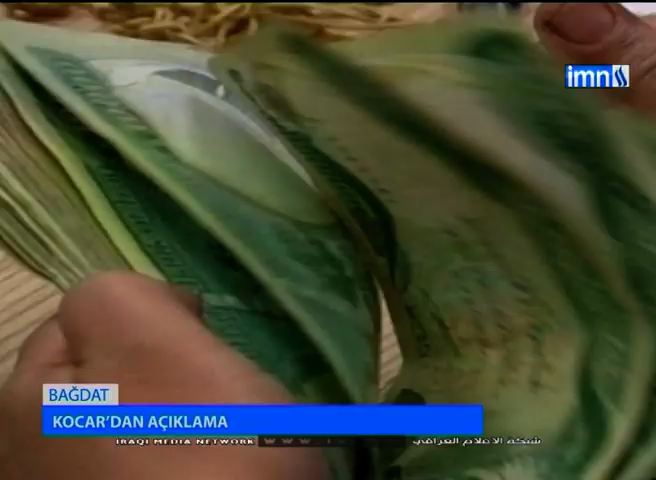 imn
BAĞDAT
KOCAR'DAN AÇIKLAMA
IRAQI MEDIA NETWORK
شبكة الاعلام العراقي